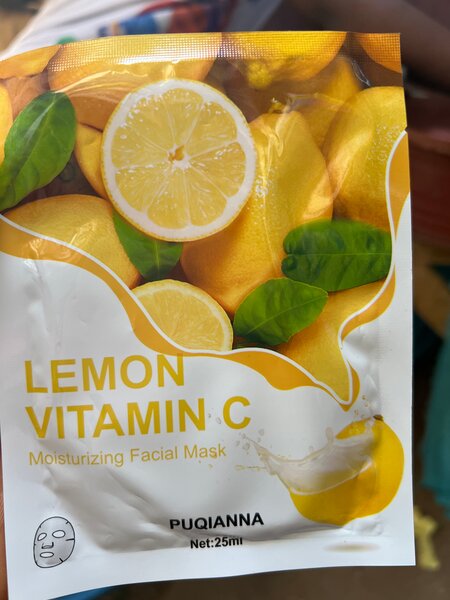 LEMON
VITAMIN C
Moisturizing Facial Mask
PUQIANNA
Net:25ml